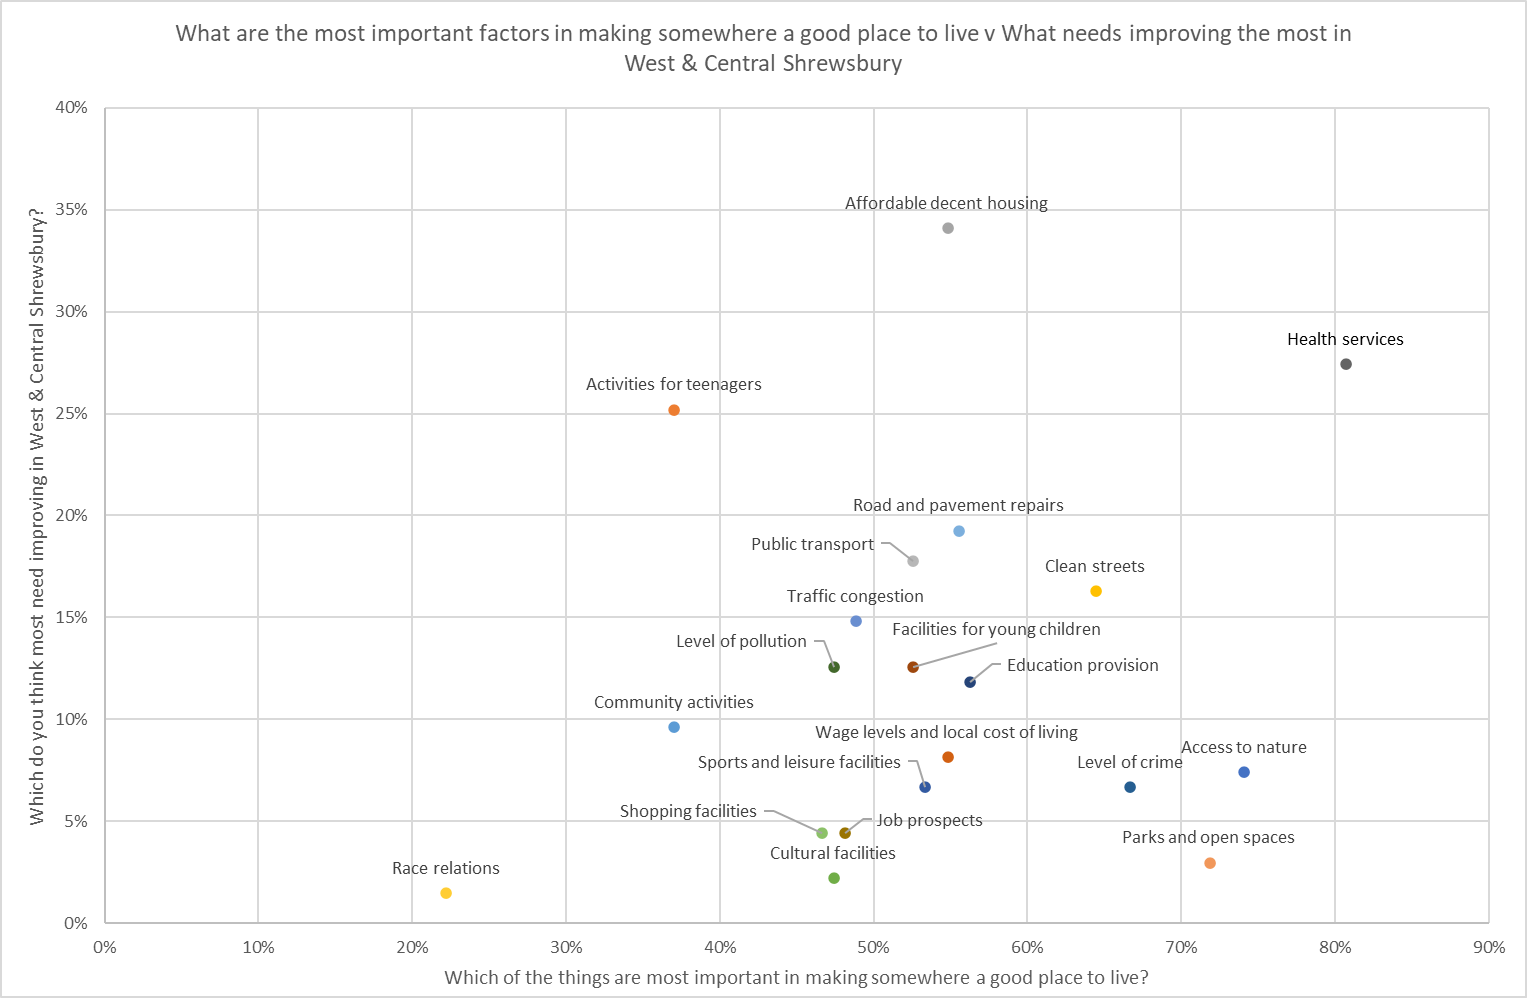 What are the most important factors in making somewhere a good place to live v What needs improving the most in
West & Central Shrewsbury
Which do you think most need improving in West & Central Shrewsbury?
40%
35%
30%
25%
20%
15%
10%
5%
0%
Affordable decent housing
Health services
Activities for teenagers
Road and pavement repairs
Public transport
Clean streets
Traffic congestion
Facilities for young children
Level of pollution
Education provision
Community activities
Wage levels and local cost of living
Access to nature
Sports and leisure facilities
Level of crime
Shopping facilities
Job prospects
Parks and open spaces
Cultural facilities
Race relations
0% 10% 20% 30% 40% 50% 60% 70% 80% 90%
Which of the things are most important in making somewhere a good place to live?